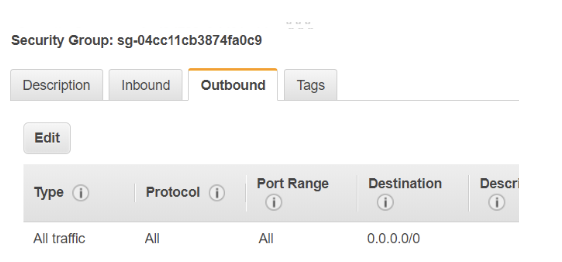 Security Group: sg-04cc11cb3874fa0c9
Description Inbound Outbound Tags
Edit
Type Protocol Port Range Destination Descri
All traffic All All 0.0.0.0/0